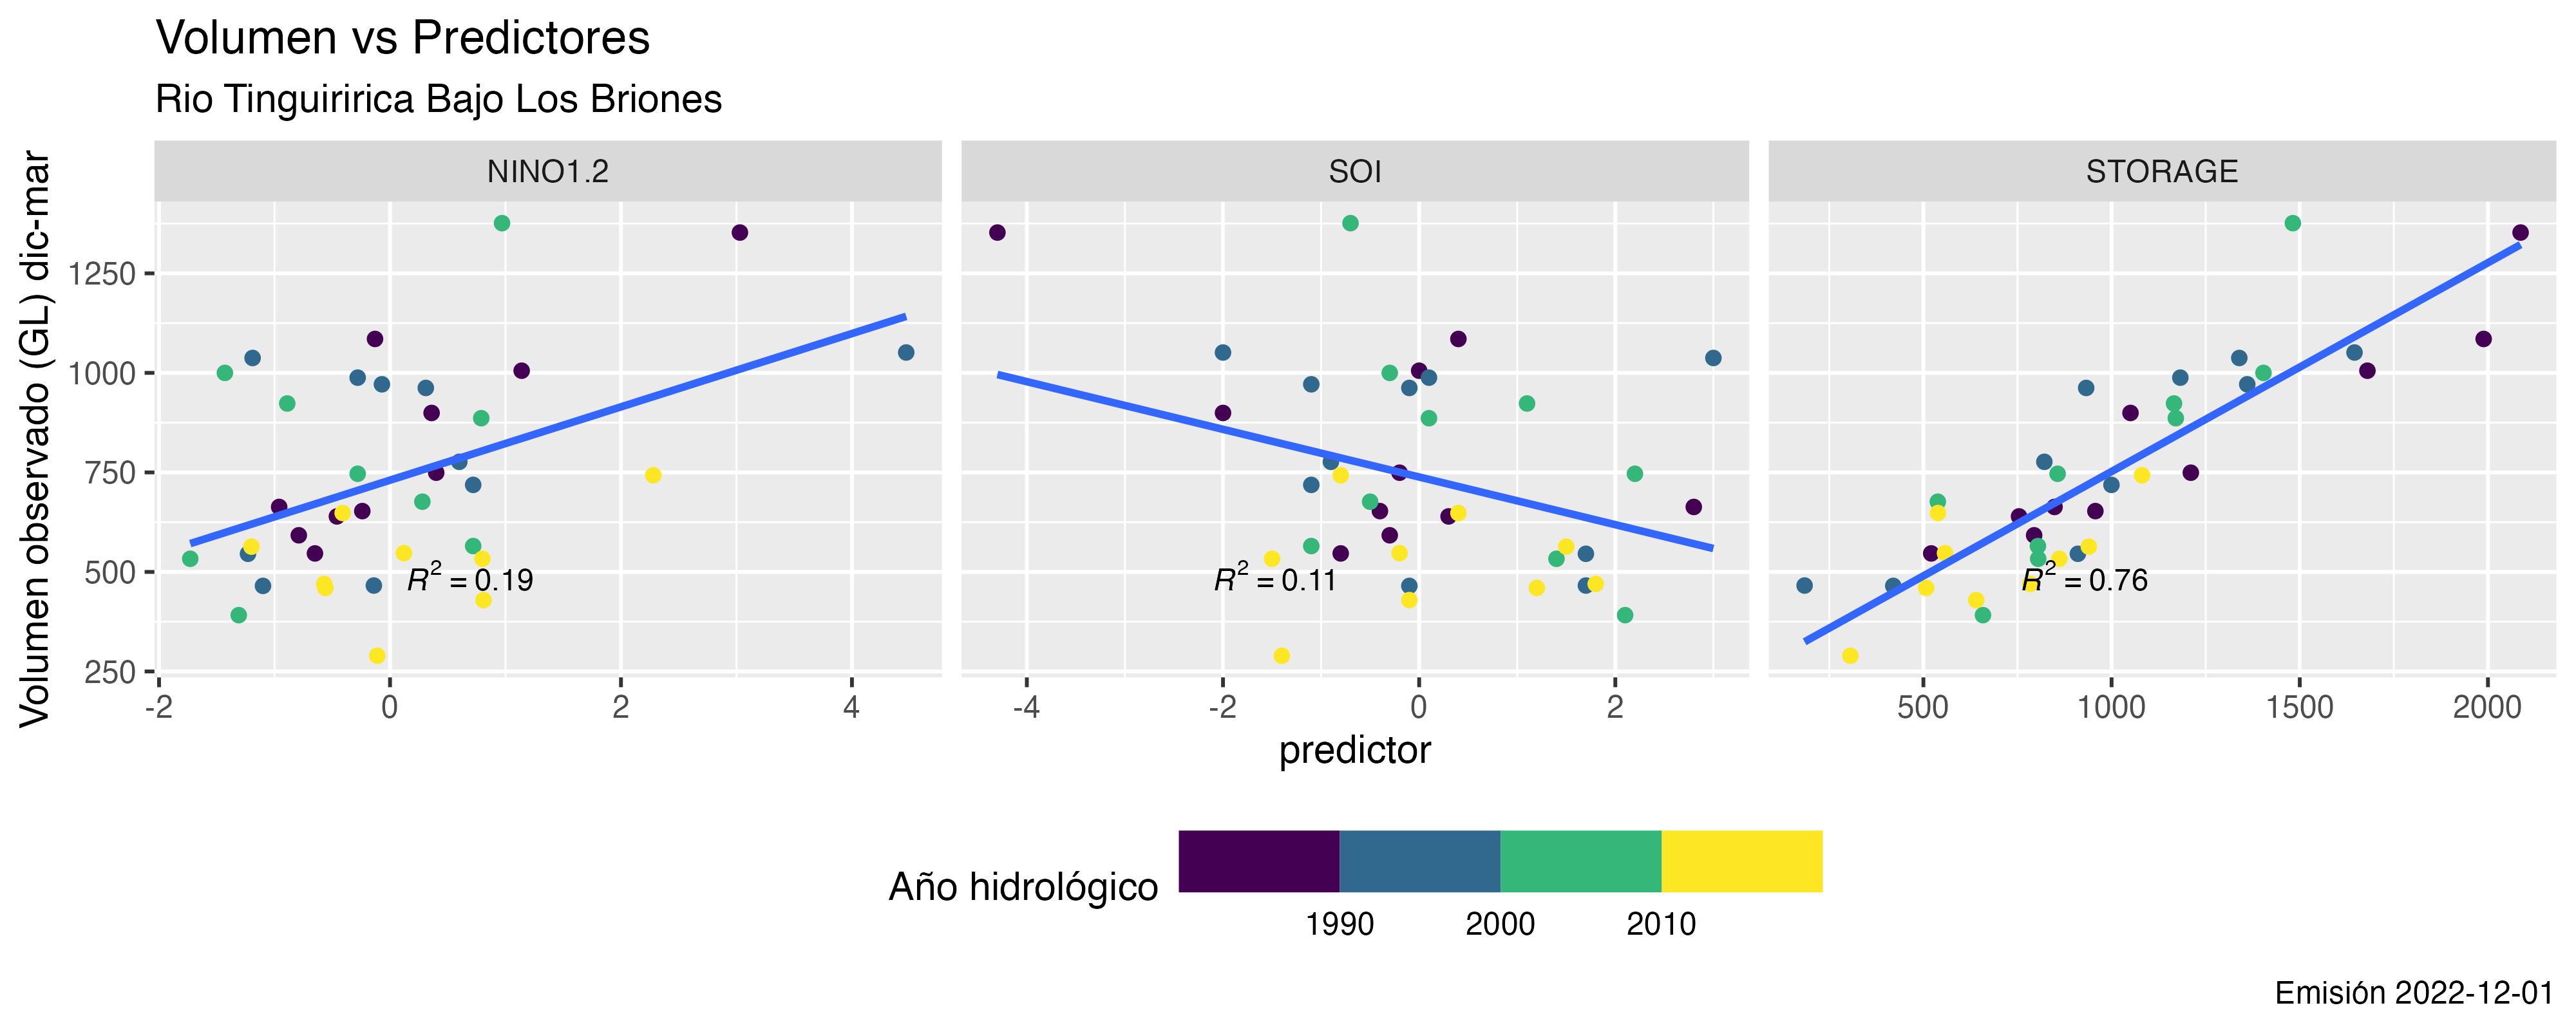 Volumen vs Predictores
Rio Tinguiririca Bajo Los Briones
NINO1.2
SOI
STORAGE
Volumen observado (GL) dic-mar
1250
1000
750
500
250
R² = 0.19
R² = 0.11
R² = 0.76
-2 0 2 4
-4 -2 0 2
500 1000 1500 2000
predictor
Año hidrológico
1990 2000 2010
Emisión 2022-12-01